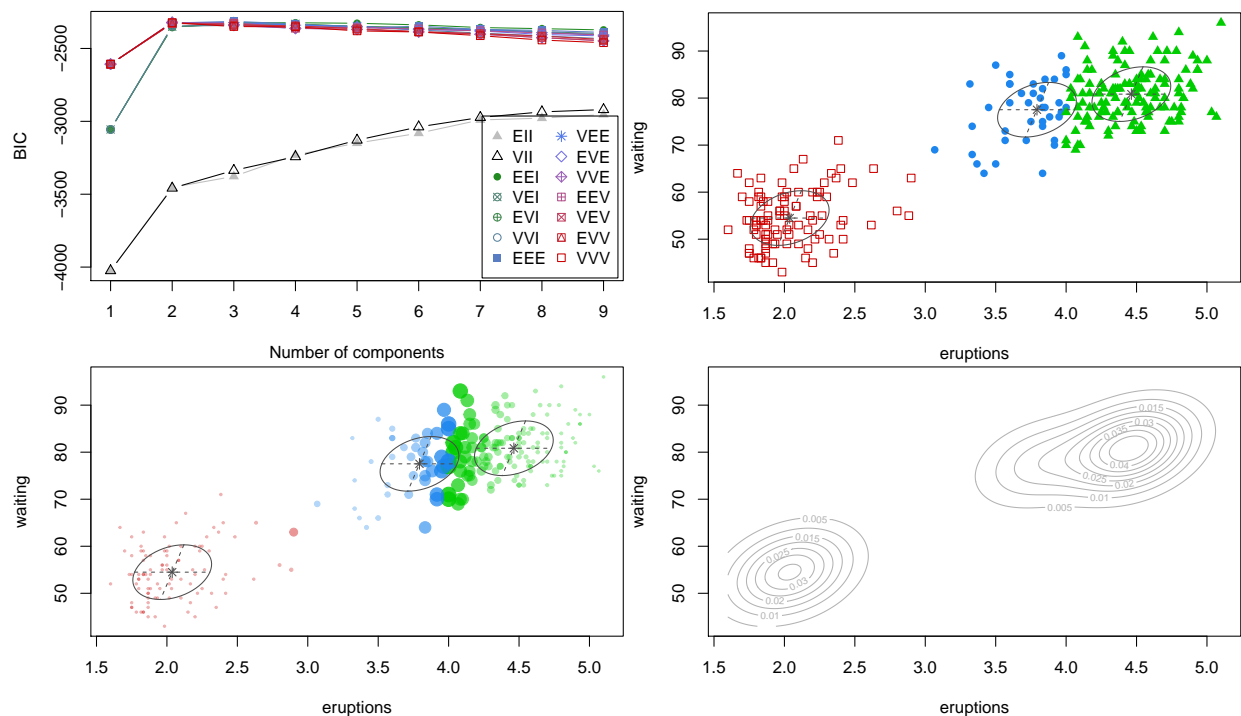 BIC
−2500
−3000
−3500
−4000
1 2 3 4 5 6 7 8 9
Number of components
EII VEE
VII EVE
EEI VVE
VEI EEV
EVI VEV
VVI EVV
EEE VVV
waiting
90
80
70
60
50
1.5 2.0 2.5 3.0 3.5 4.0 4.5 5.0
eruptions
waiting
90
80
70
60
50
1.5 2.0 2.5 3.0 3.5 4.0 4.5 5.0
eruptions
waiting
90
80
70
60
50
0.015
0.03
0.035
0.04
0.025
0.02
0.01
0.005
0.005
0.015
0.025
0.03
0.02
0.01
1.5 2.0 2.5 3.0 3.5 4.0 4.5 5.0
eruptions